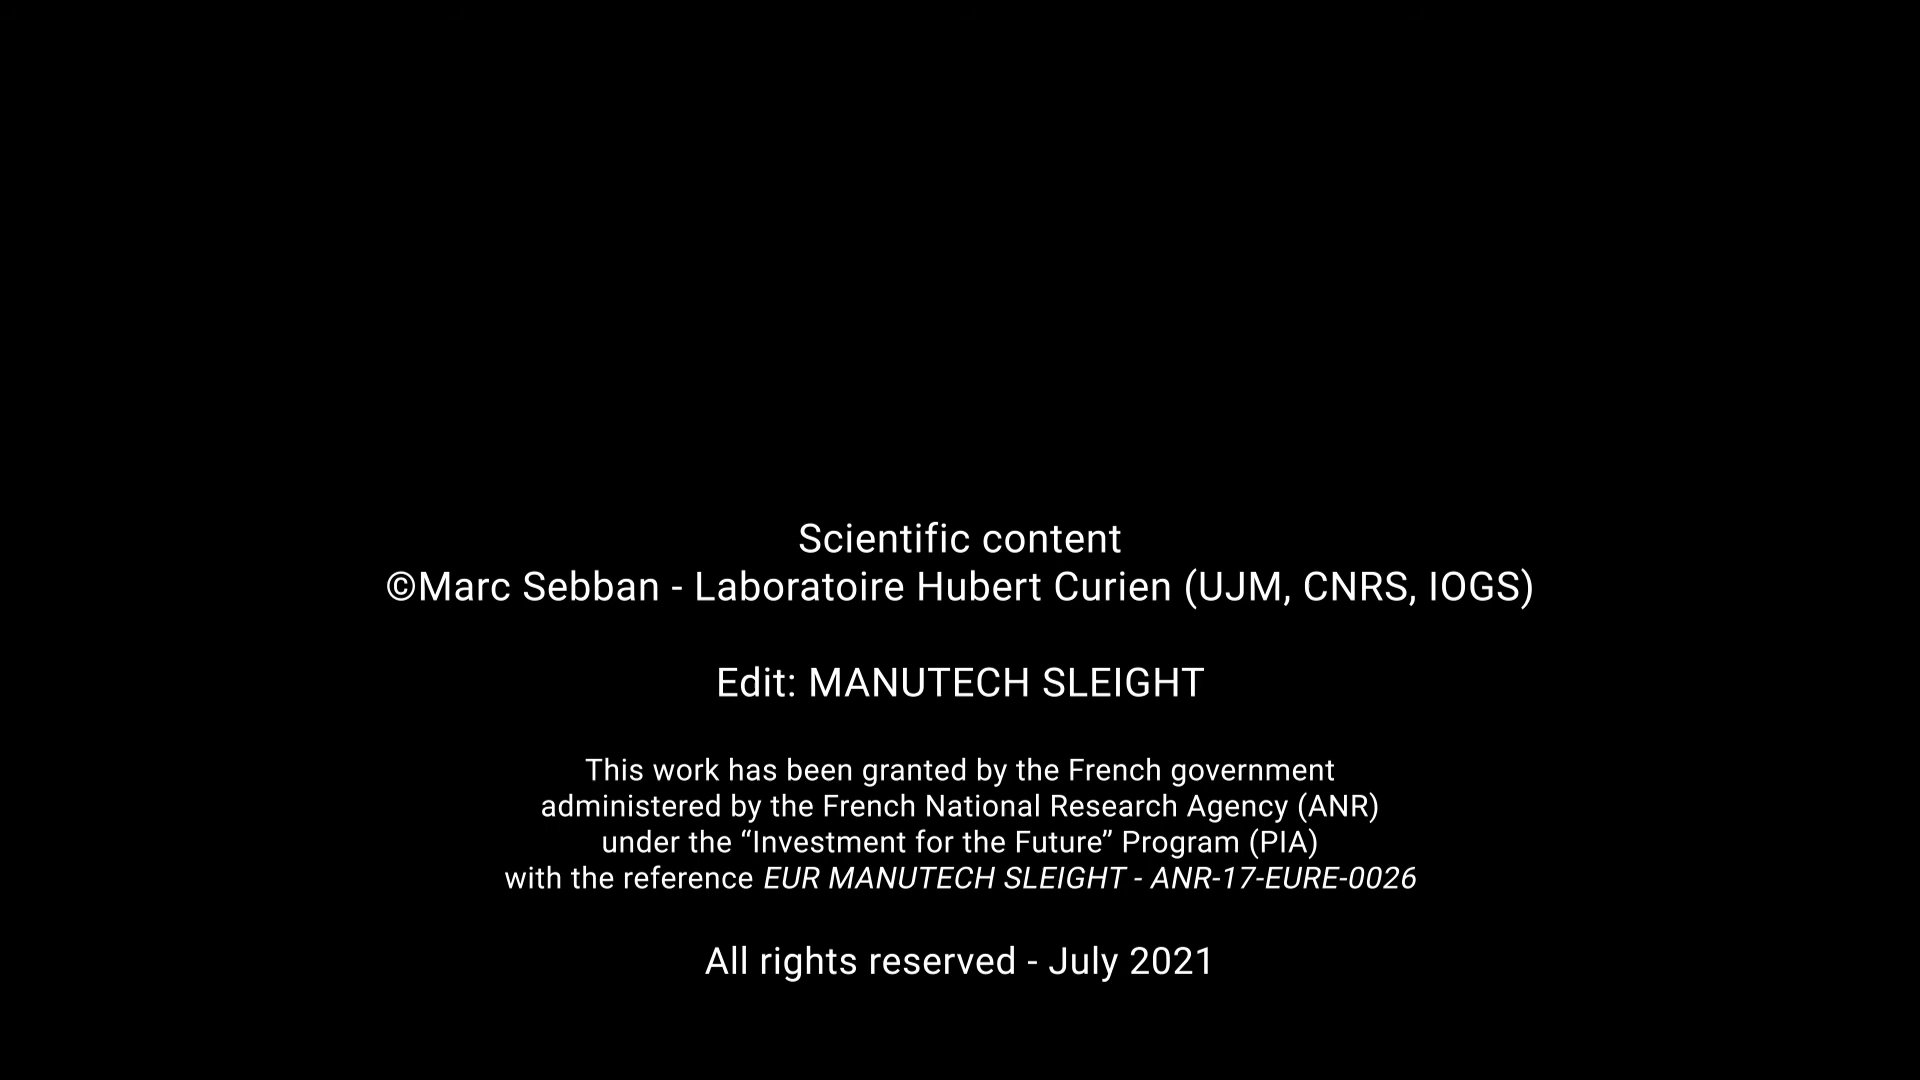 Scientific content
©Marc Sebban - Laboratoire Hubert Curien (UJM, CNRS, IOGS)
Edit: MANUTECH SLEIGHT
This work has been granted by the French government
administered by the French National Research Agency (ANR)
under the “Investment for the Future” Program (PIA)
with the reference EUR MANUTECH SLEIGHT - ANR-17-EURE-0026
All rights reserved - July 2021